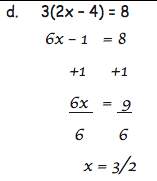 d. 3(2x - 4) = 8
6x - 1 = 8
+1 +1
6x = 9
6 6
x = 3/2